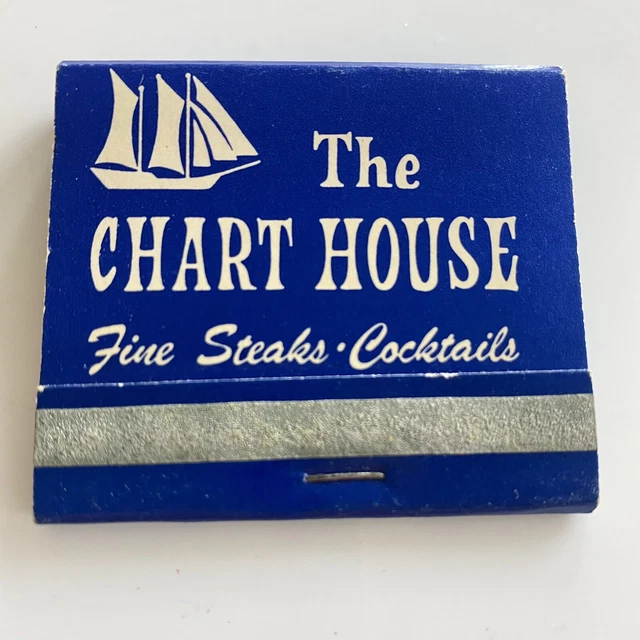 The
CHART HOUSE
Fine Steaks · Cocktails